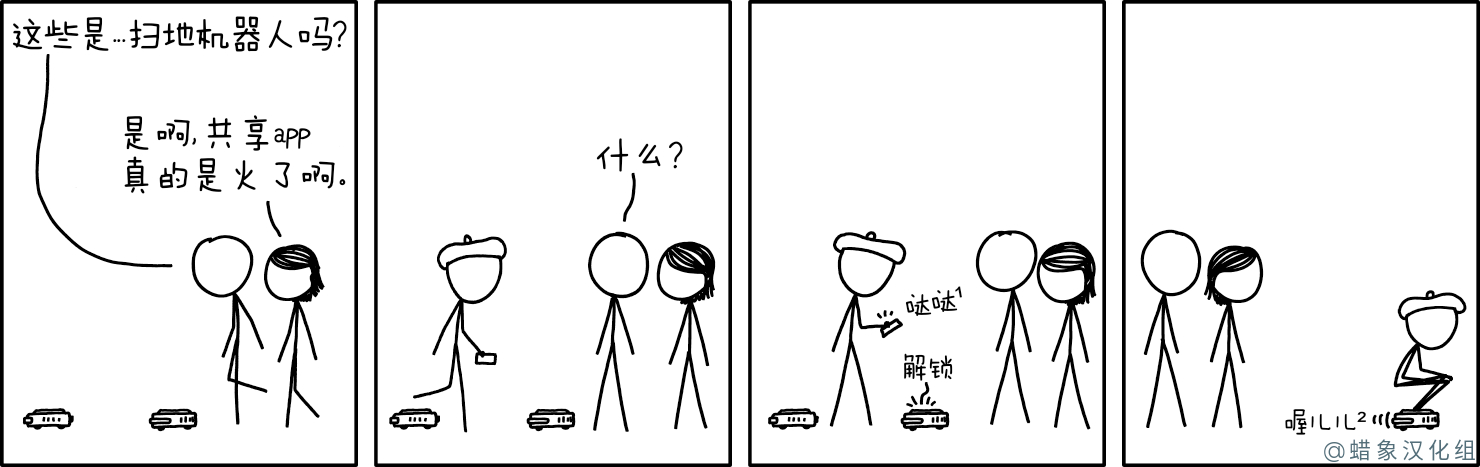 这些是…扫地机器人吗?
是啊,共享app
真的是火了啊。
什么?
哒哒¹
解锁
喔儿儿²
@蜡象汉化组